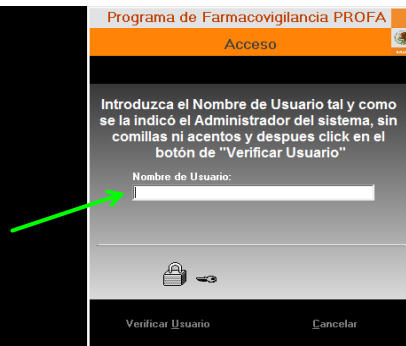 Programa de Farmacovigilancia PROFA
Acceso
Introduzca el Nombre de Usuario tal y como
se la indicó el Administrador del sistema, sin
comillas ni acentos y despues click en el
botón de "Verificar Usuario"
Nombre de Usuario:
Verificar Usuario
Cancelar